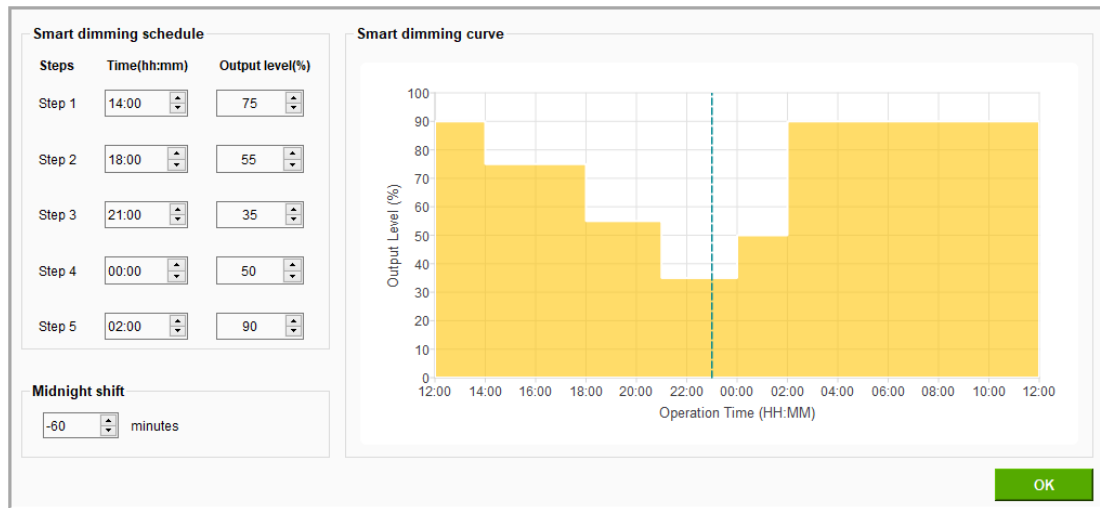 Smart dimming schedule
Steps Time(hh:mm) Output level(%)
Step 1 14:00 75
Step 2 18:00 55
Step 3 21:00 35
Step 4 00:00 50
Step 5 02:00 90
Midnight shift
-60 minutes
Smart dimming curve
Output Level (%)
100
90
80
70
60
50
40
30
20
10
0
12:00 14:00 16:00 18:00 20:00 22:00 00:00 02:00 04:00 06:00 08:00 10:00 12:00
Operation Time (HH:MM)
OK